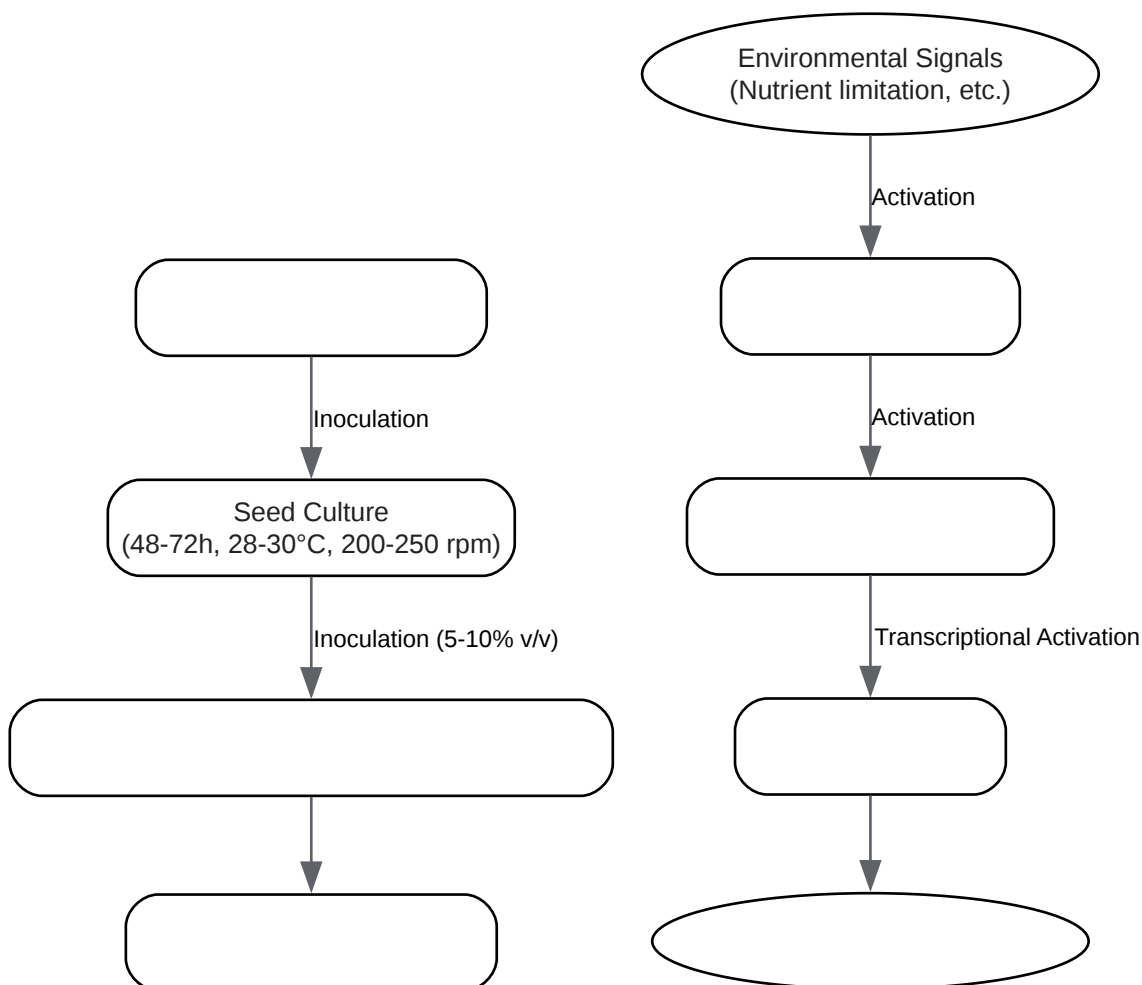 Environmental Signals
(Nutrient limitation, etc.)
Activation
Inoculation
Activation
Seed Culture
(48-72h, 28-30°C, 200-250 rpm)
Inoculation (5-10% v/v)
Transcriptional Activation